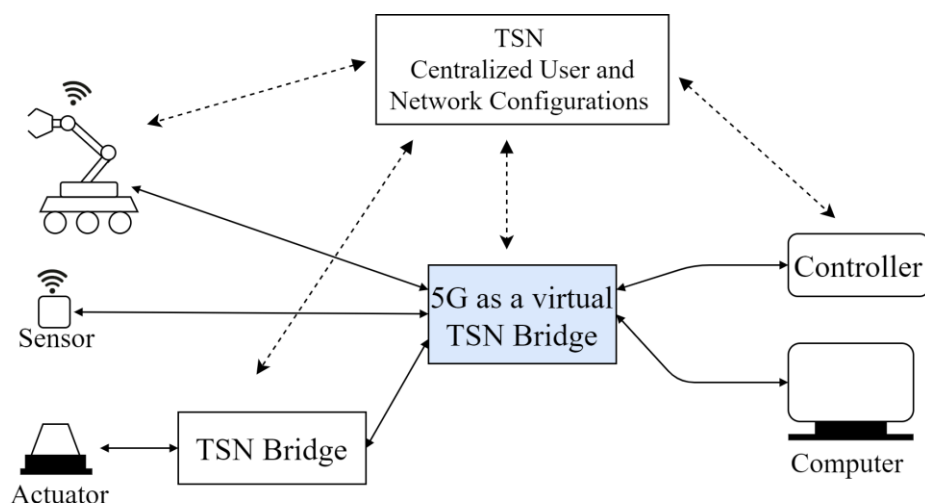 TSN
Centralized User and
Network Configurations
5G as a virtual
TSN Bridge
Controller
Sensor
TSN Bridge
Actuator
Computer